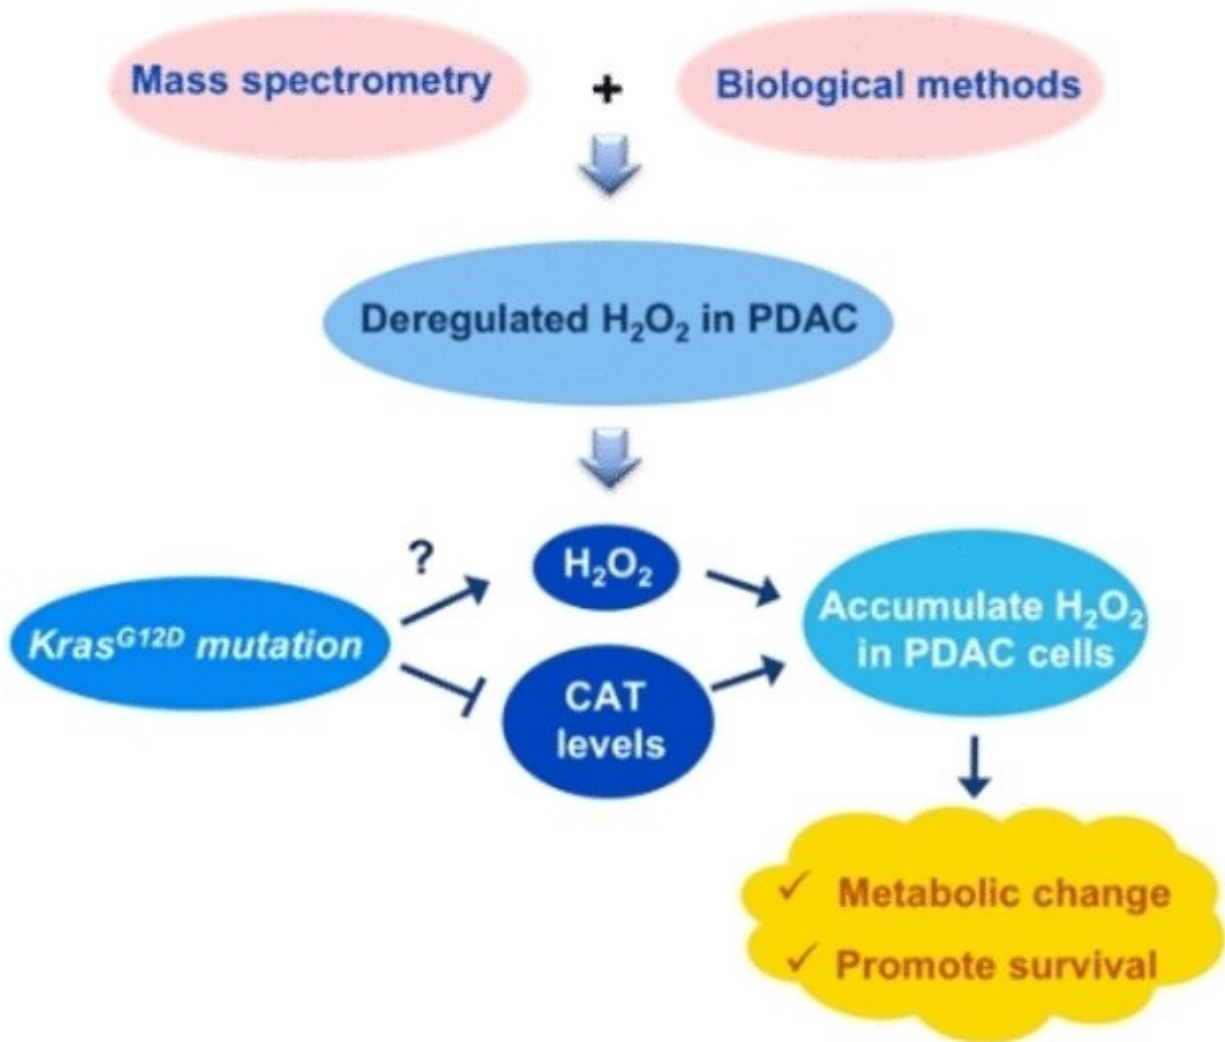 Mass spectrometry + Biological methods
Deregulated H₂O₂ in PDAC
?
H₂O₂
Kras^G12D mutation
Accumulate H₂O₂
in PDAC cells
CAT
levels
✓ Metabolic change
✓ Promote survival